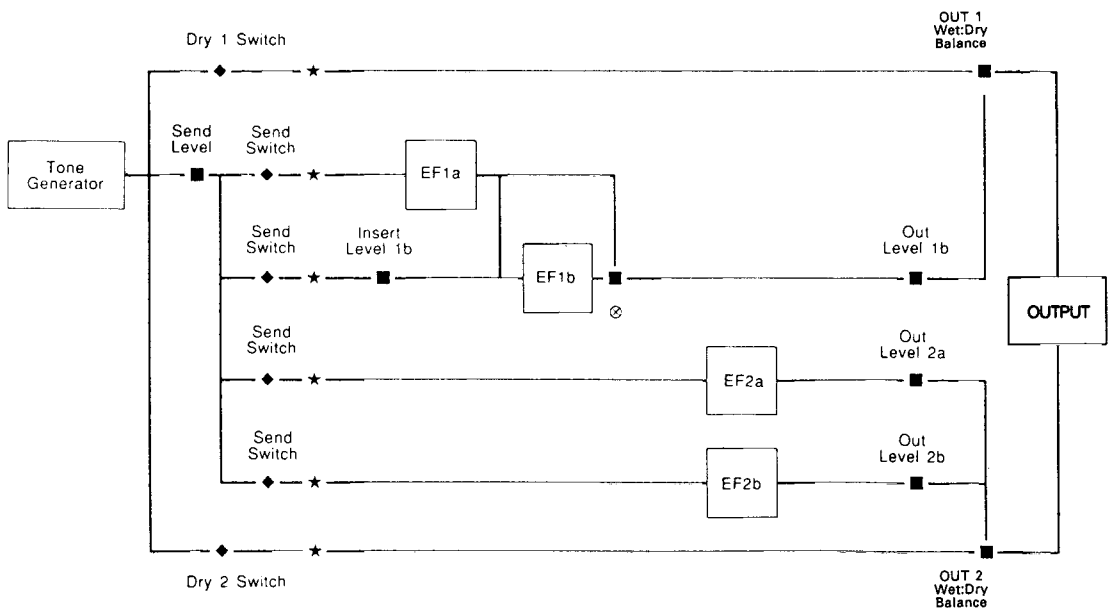 OUT 1
Wet:Dry
Balance
Dry 1 Switch
Send
Level
Send
Switch
Tone
Generator
EF1a
Send
Switch
Insert
Level 1b
EF1b
Out
Level 1b
OUTPUT
Send
Switch
EF2a
Out
Level 2a
Send
Switch
EF2b
Out
Level 2b
Dry 2 Switch
OUT 2
Wet:Dry
Balance